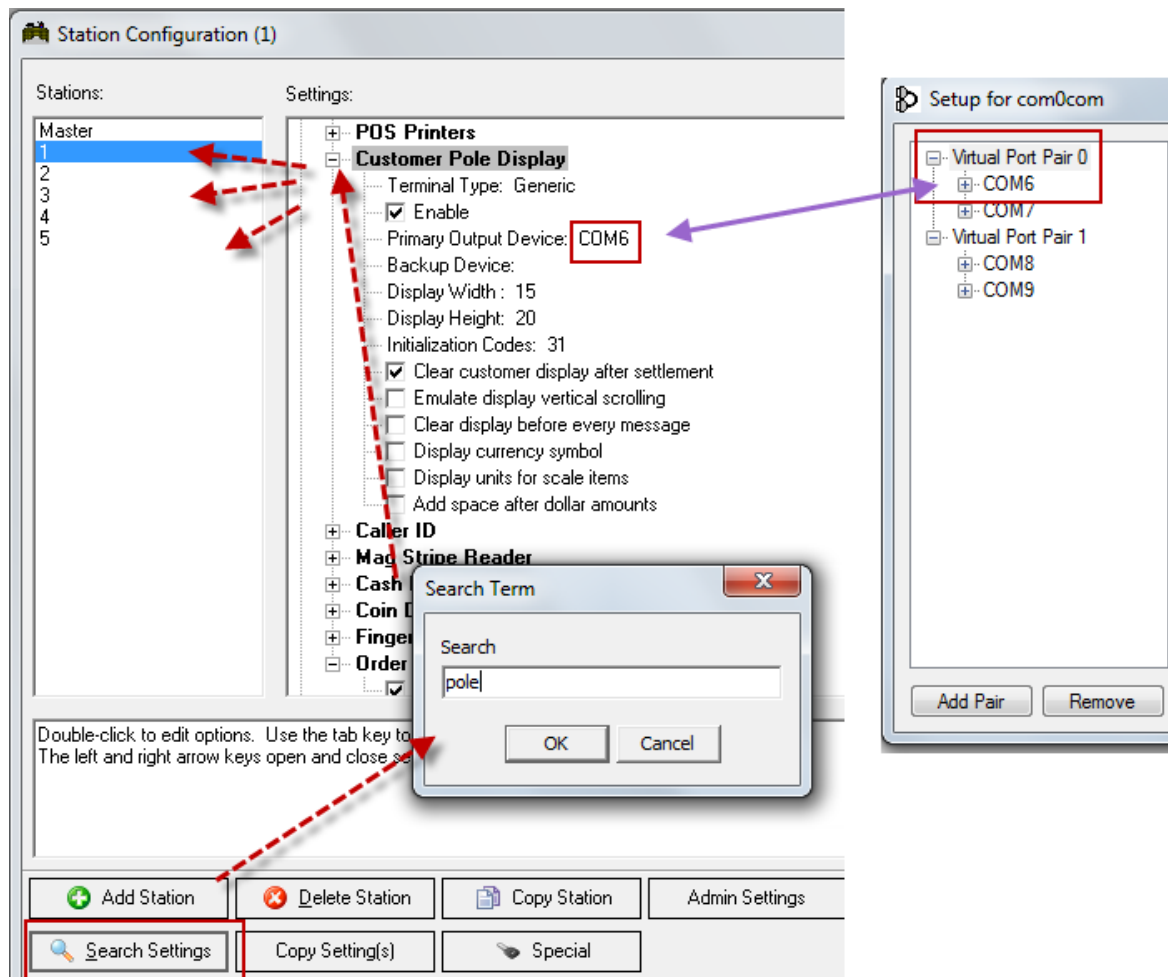 Station Configuration (1)
Stations:
Master
1
2
3
4
5
Settings:
POS Printers
Customer Pole Display
Terminal Type: Generic
Enable
Primary Output Device: COM6
Backup Device:
Display Width : 15
Display Height: 20
Initialization Codes: 31
Clear customer display after settlement
Emulate display vertical scrolling
Clear display before every message
Display currency symbol
Display units for scale items
Add space after dollar amounts
Caller ID
Mag Stripe Reader
Cash
Coin
Order
Search Term
Search
pole
OK
Cancel
Double-click to edit options. Use the tab key to
The left and right arrow keys open and close
Add Station
Delete Station
Copy Station
Admin Settings
Search Settings
Copy Setting(s)
Special
Setup for com0com
Virtual Port Pair 0
COM6
COM7
Virtual Port Pair 1
COM8
COM9
Add Pair
Remove